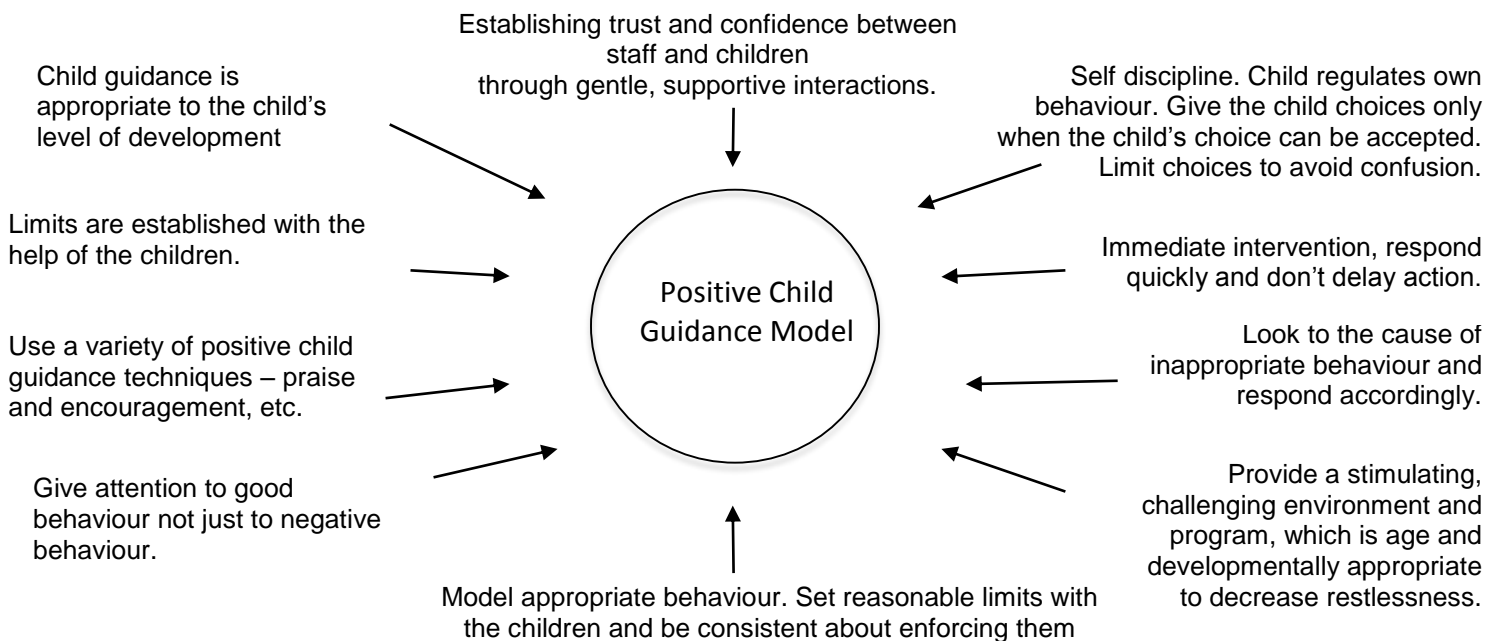 Establishing trust and confidence between
staff and children
through gentle, supportive interactions.
Child guidance is
appropriate to the child’s
level of development
Self discipline. Child regulates own
behaviour. Give the child choices only
when the child’s choice can be accepted.
Limit choices to avoid confusion.
Limits are established with the
help of the children.
Immediate intervention, respond
quickly and don’t delay action.
Positive Child
Guidance Model
Use a variety of positive child
guidance techniques – praise
and encouragement, etc.
Look to the cause of
inappropriate behaviour and
respond accordingly.
Give attention to good
behaviour not just to negative
behaviour.
Provide a stimulating,
challenging environment and
program, which is age and
developmentally appropriate
to decrease restlessness.
Model appropriate behaviour. Set reasonable limits with
the children and be consistent about enforcing them